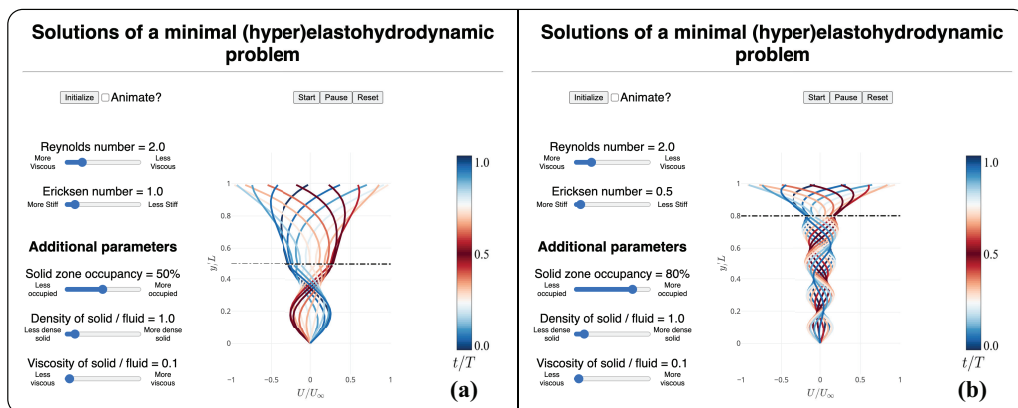 Solutions of a minimal (hyper)elastohydrodynamic
problem
Initialize Animate?
Start Pause Reset
Reynolds number = 2.0
More Viscous
Less Viscous
Ericksen number = 1.0
More Stiff
Less Stiff
Additional parameters
Solid zone occupancy = 50%
Less occupied
More occupied
Density of solid / fluid = 1.0
Less dense solid
More dense solid
Viscosity of solid / fluid = 0.1
Less viscous
More viscous
y/L
1
0.8
0.6
0.4
0.2
0
−1
−0.5
0
0.5
1
U/U∞
1.0
0.5
0.0
t/T
(a)
Solutions of a minimal (hyper)elastohydrodynamic
problem
Initialize Animate?
Start Pause Reset
Reynolds number = 2.0
More Viscous
Less Viscous
Ericksen number = 0.5
More Stiff
Less Stiff
Additional parameters
Solid zone occupancy = 80%
Less occupied
More occupied
Density of solid / fluid = 1.0
Less dense solid
More dense solid
Viscosity of solid / fluid = 0.1
Less viscous
More viscous
y/L
1
0.8
0.6
0.4
0.2
0
−1
−0.5
0
0.5
1
U/U∞
1.0
0.5
0.0
t/T
(b)